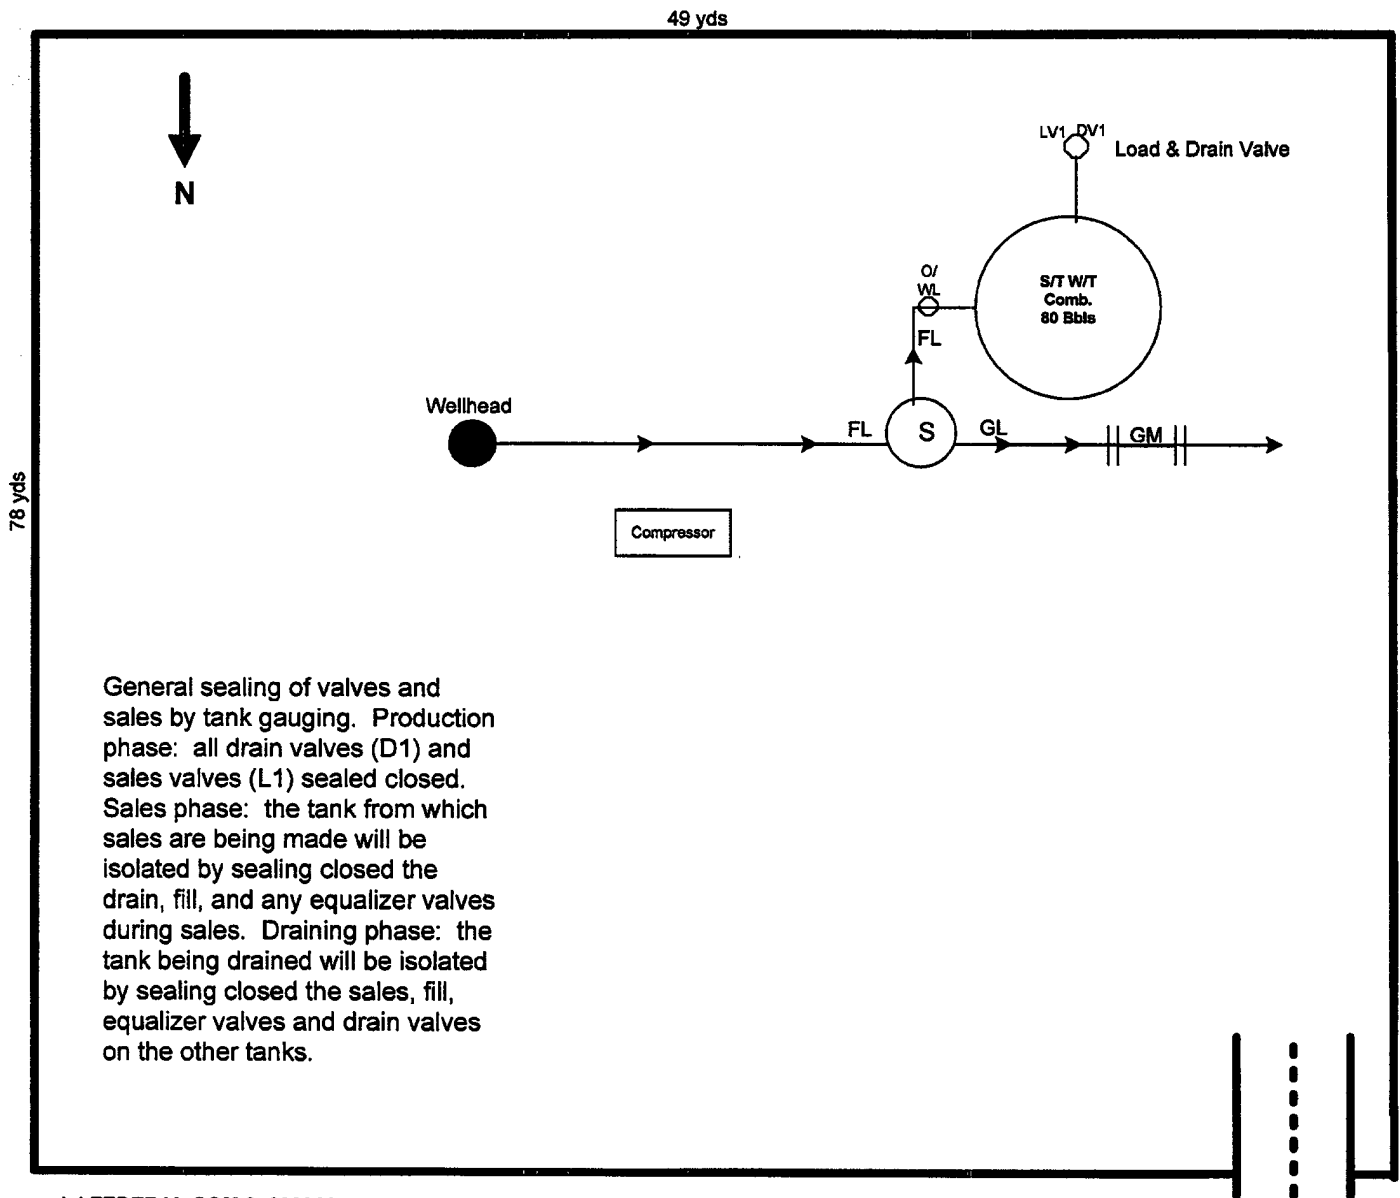 49 yds
N
LV1 DV1
Load & Drain Valve
O/
WL
S/T W/T
Comb.
80 Bbls
FL
Wellhead
FL
S
GL
GM
78 yds
Compressor
General sealing of valves and
sales by tank gauging. Production
phase: all drain valves (D1) and
sales valves (L1) sealed closed.
Sales phase: the tank from which
sales are being made will be
isolated by sealing closed the
drain, fill, and any equalizer valves
during sales. Draining phase: the
tank being drained will be isolated
by sealing closed the sales, fill,
equalizer valves and drain valves
on the other tanks.